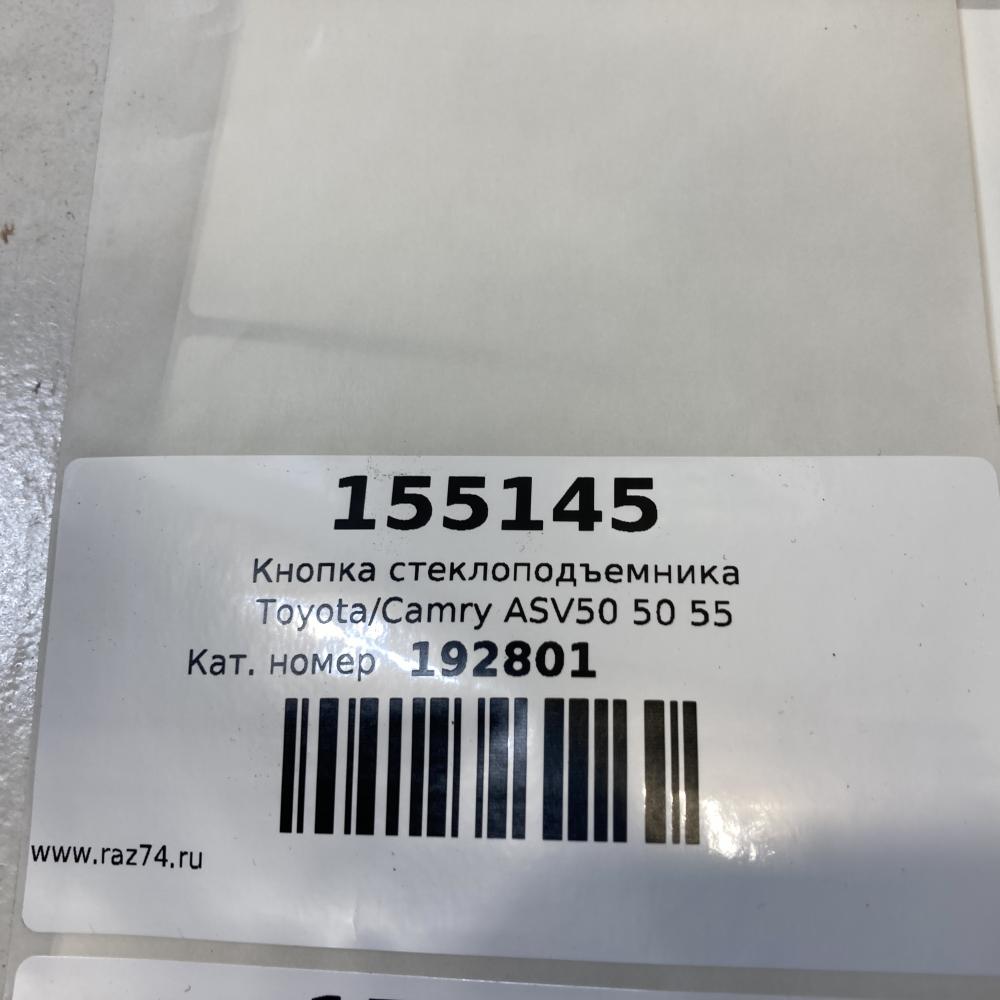 155145
Кнопка стеклоподъемника
Toyota/Camry ASV50 50 55
Кат. номер 192801
www.raz74.ru